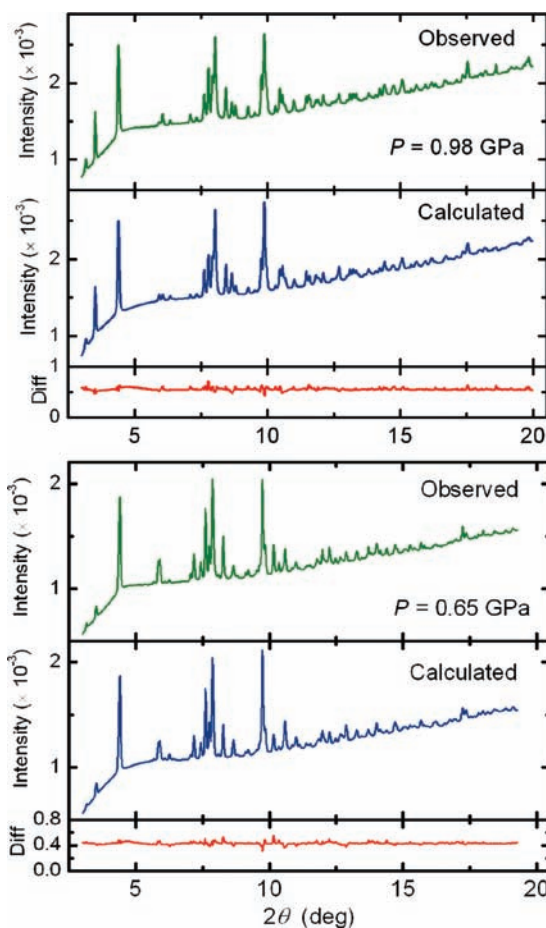 Intensity (× 10⁻³)
2
1
Observed
P = 0.98 GPa
Intensity (× 10⁻³)
2
1
Calculated
Diff
1
0
5 10 15 20
Intensity (× 10⁻³)
2
1
Observed
P = 0.65 GPa
Intensity (× 10⁻³)
2
1
Calculated
Diff
0.8
0.4
0.0
5 10 15 20
2θ (deg)